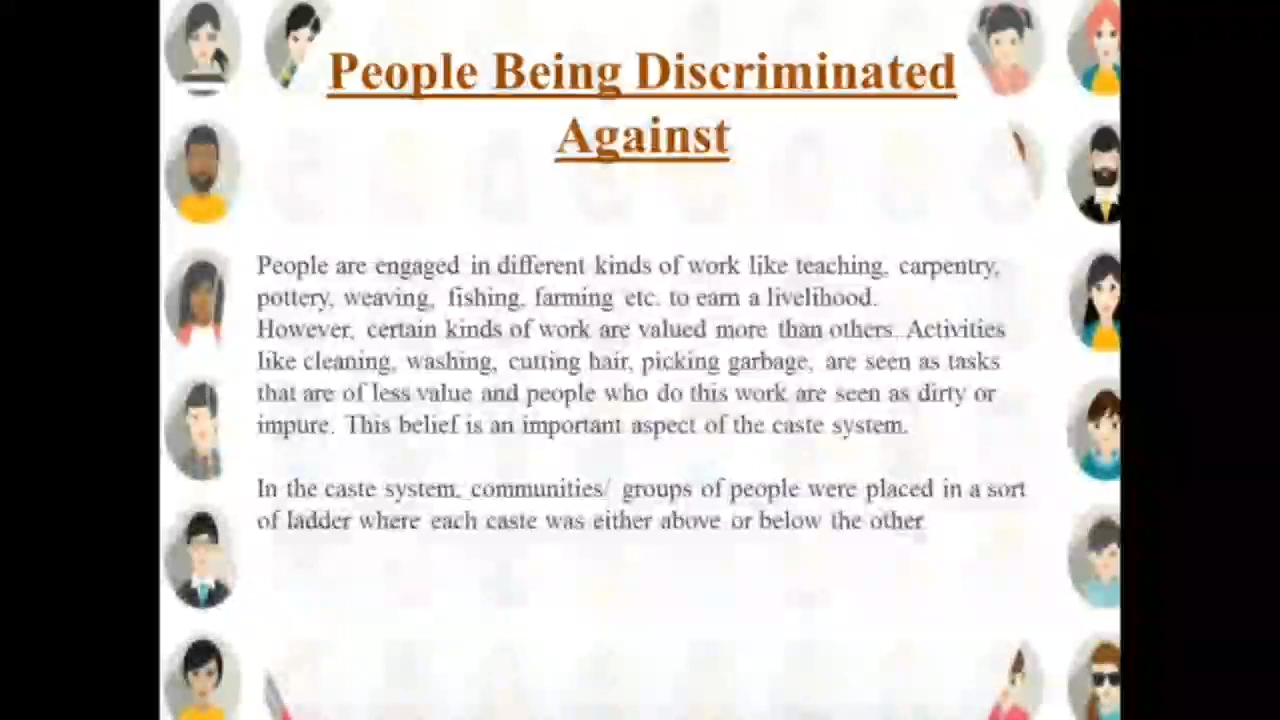 People Being Discriminated
Against
People are engaged in different kinds of work like teaching, carpentry,
pottery, weaving, fishing, farming etc. to earn a livelihood.
However, certain kinds of work are valued more than others. Activities
like cleaning, washing, cutting hair, picking garbage, are seen as tasks
that are of less value and people who do this work are seen as dirty or
impure. This belief is an important aspect of the caste system.
In the caste system, communities/ groups of people were placed in a sort
of ladder where each caste was either above or below the other